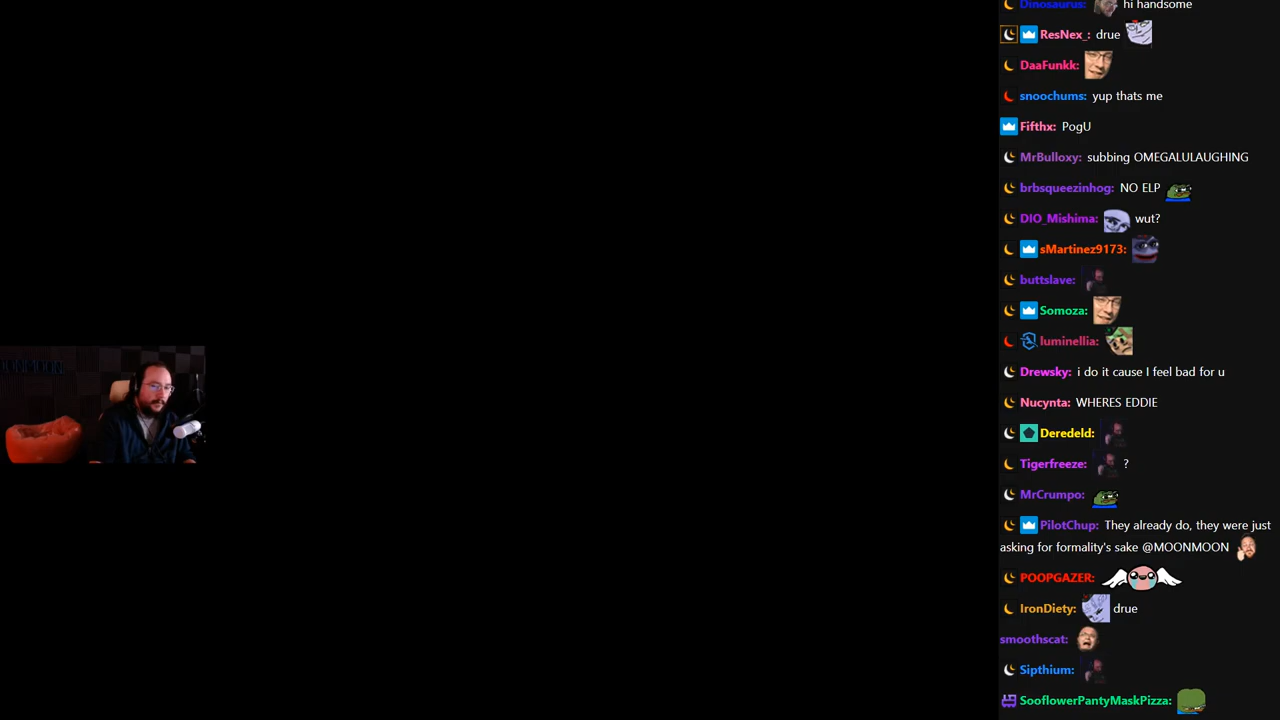 Dinosaurus: hi handsome
ResNex_: drue
DaaFunkk:
snoochums: yup thats me
Fifthx: PogU
MrBulloxy: subbing OMEGALULAUGHING
brbsqueezinhog: NO ELP
DIO_Mishima: wut?
sMartinez9173:
buttslave:
Somoza:
luminellia:
Drewsky: i do it cause I feel bad for u
Nucynta: WHERES EDDIE
Deredeld:
Tigerfreeze: ?
MrCrumpo:
PilotChup: They already do, they were just
asking for formality's sake @MOONMOON
POOPGAZER:
IronDiety: drue
smoothscat:
Sipthium:
SooflowerPantyMaskPizza: